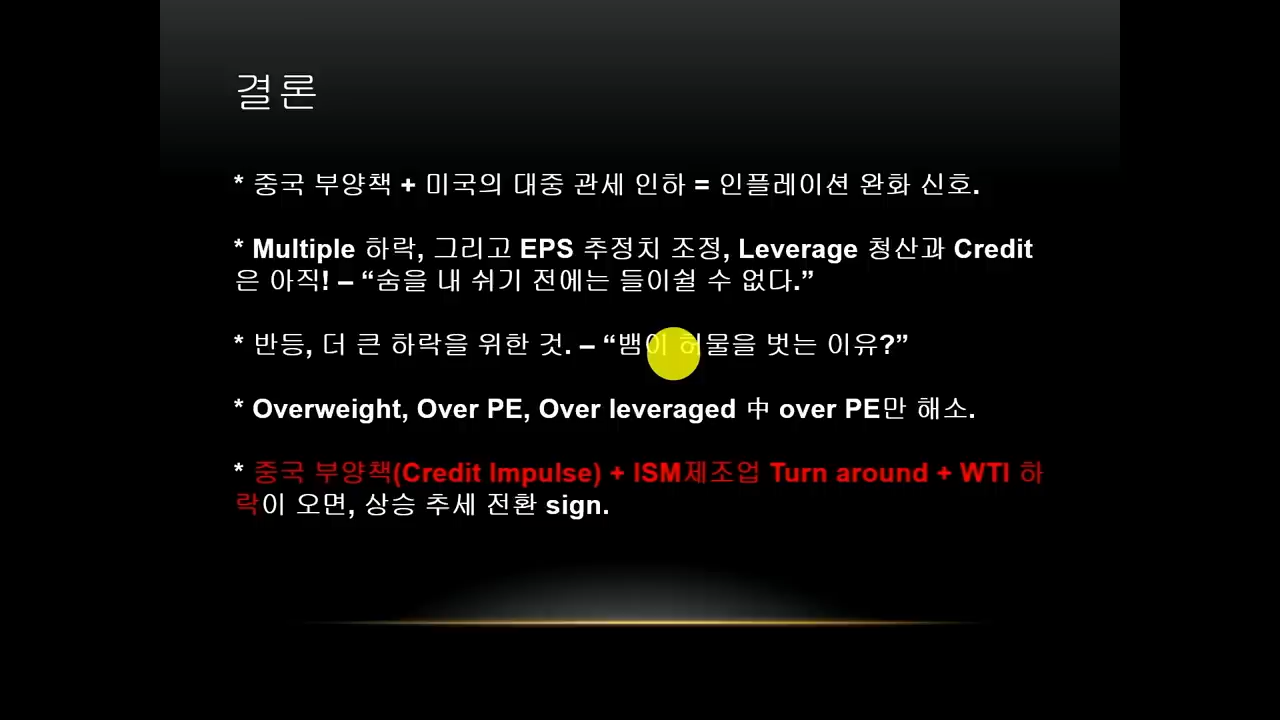 결론
* 중국 부양책 + 미국의 대중 관세 인하 = 인플레이션 완화 신호.
* Multiple 하락, 그리고 EPS 추정치 조정, Leverage 청산과 Credit
은 아직! – “숨을 내 쉬기 전에는 들이쉴 수 없다.”
* 반등, 더 큰 하락을 위한 것. – “뱀이 허물을 벗는 이유?”
* Overweight, Over PE, Over leveraged 中 over PE만 해소.
* 중국 부양책(Credit Impulse) + ISM제조업 Turn around + WTI 하
락이 오면, 상승 추세 전환 sign.